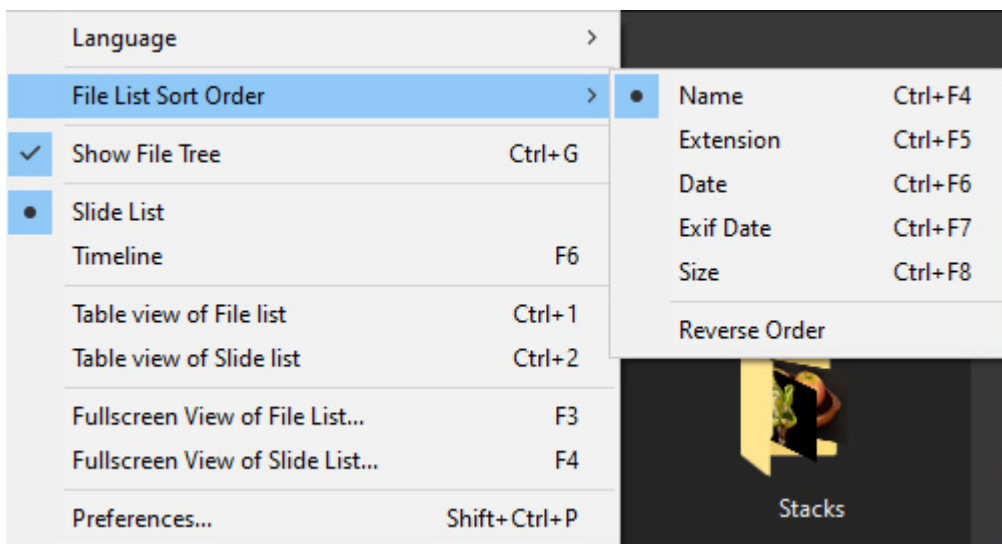 Language
File List Sort Order
Show File Tree Ctrl+G
Slide List
Timeline F6
Table view of File list Ctrl+1
Table view of Slide list Ctrl+2
Fullscreen View of File List... F3
Fullscreen View of Slide List... F4
Preferences... Shift+Ctrl+P
Name Ctrl+F4
Extension Ctrl+F5
Date Ctrl+F6
Exif Date Ctrl+F7
Size Ctrl+F8
Reverse Order
Stacks